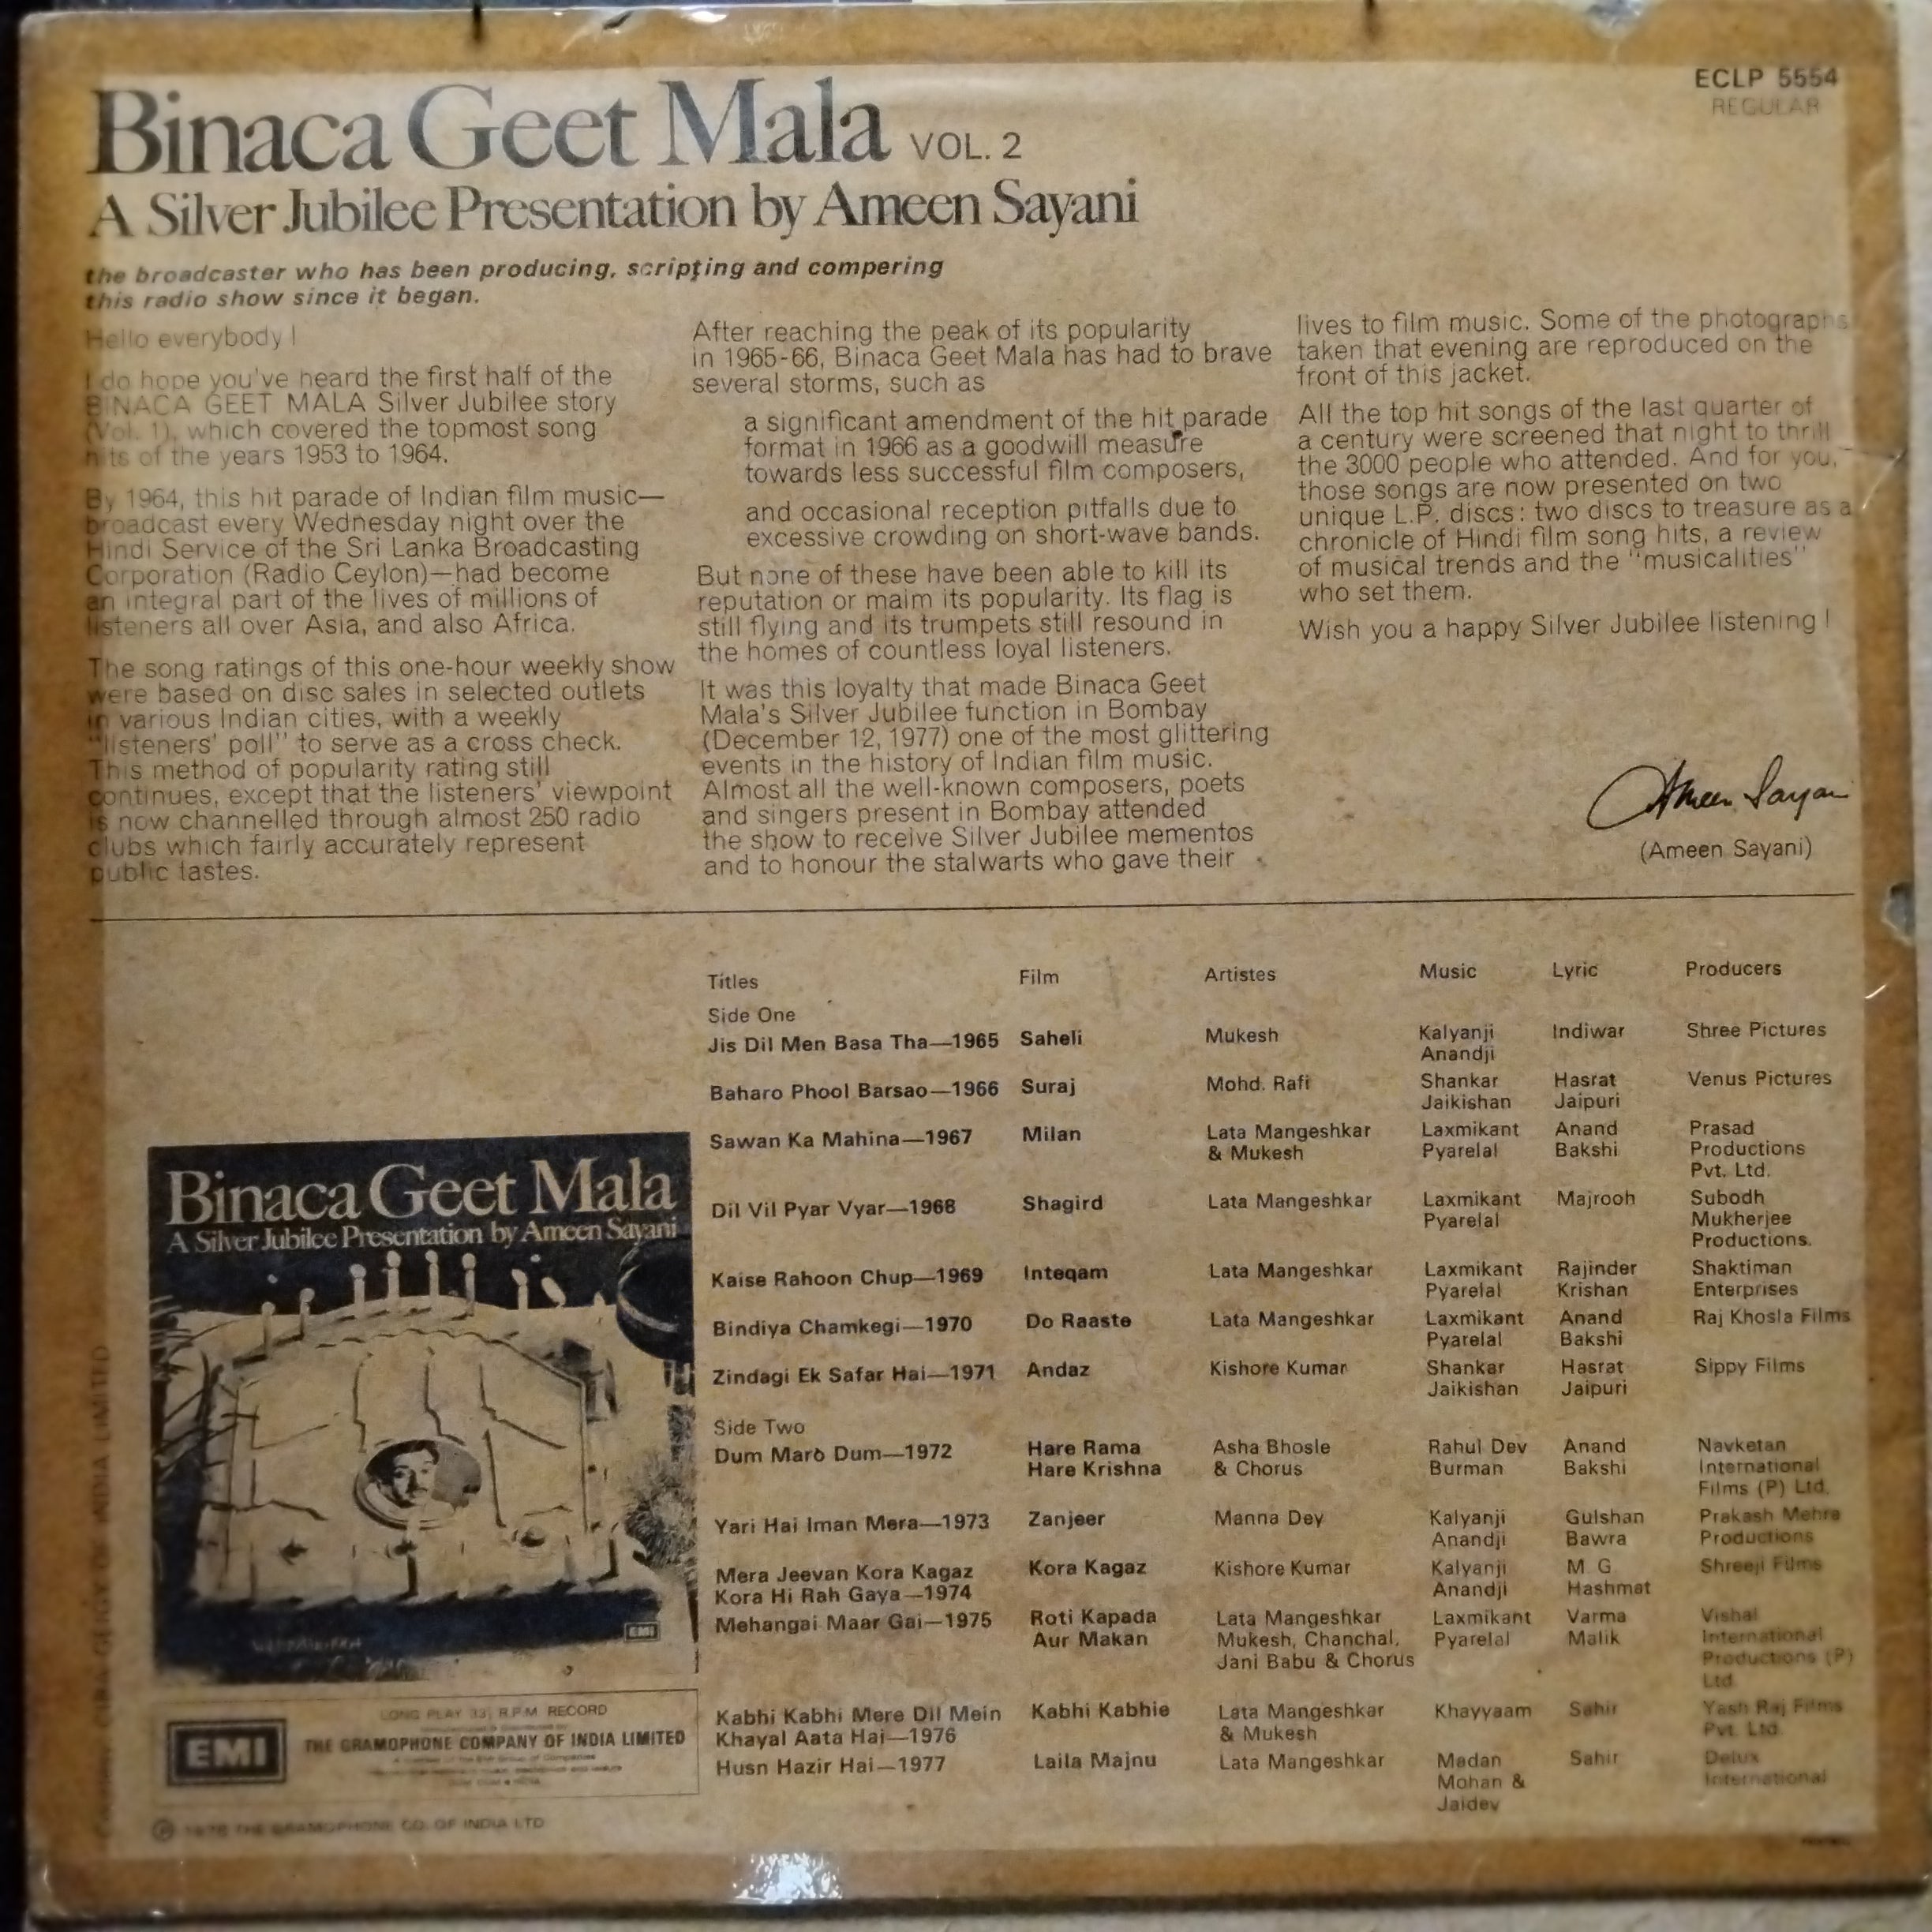 ECLP 5554
REGULAR
Binaca Geet Mala VOL. 2
A Silver Jubilee Presentation by Ameen Sayani
the broadcaster who has been producing, scripting and compering
this radio show since it began.
Hello everybody !
I do hope you've heard the first half of the
BINACA GEET MALA Silver Jubilee story
(Vol. 1), which covered the topmost song
hits of the years 1953 to 1964.
By 1964, this hit parade of Indian film music—
broadcast every Wednesday night over the
Hindi Service of the Sri Lanka Broadcasting
Corporation (Radio Ceylon)—had become
an integral part of the lives of millions of
listeners all over Asia, and also Africa.
The song ratings of this one-hour weekly show
were based on disc sales in selected outlets
in various Indian cities, with a weekly
"listeners' poll" to serve as a cross check.
This method of popularity rating still
continues, except that the listeners' viewpoint
is now channelled through almost 250 radio
clubs which fairly accurately represent
public tastes.
After reaching the peak of its popularity
in 1965-66, Binaca Geet Mala has had to brave
several storms, such as
a significant amendment of the hit parade
format in 1966 as a goodwill measure
towards less successful film composers,
and occasional reception pitfalls due to
excessive crowding on short-wave bands.
But none of these have been able to kill its
reputation or maim its popularity. Its flag is
still flying and its trumpets still resound in
the homes of countless loyal listeners.
It was this loyalty that made Binaca Geet
Mala's Silver Jubilee function in Bombay
(December 12, 1977) one of the most glittering
events in the history of Indian film music.
Almost all the well-known composers, poets
and singers present in Bombay attended
the show to receive Silver Jubilee mementos
and to honour the stalwarts who gave their
lives to film music. Some of the photographs
taken that evening are reproduced on the
front of this jacket.
All the top hit songs of the last quarter of
a century were screened that night to thrill
the 3000 people who attended. And for you,
those songs are now presented on two
unique L.P. discs: two discs to treasure as a
chronicle of Hindi film song hits, a review
of musical trends and the "musicalities"
who set them.
Wish you a happy Silver Jubilee listening !
Ameen Sayani
(Ameen Sayani)
Titles Film Artistes Music Lyric Producers
Side One
Jis Dil Men Basa Tha—1965 Saheli Mukesh Kalyanji Indiwar Shree Pictures
Anandji
Baharo Phool Barsao—1966 Suraj Mohd. Rafi Shankar Hasrat Venus Pictures
Jaikishan Jaipuri
Sawan Ka Mahina—1967 Milan Lata Mangeshkar Laxmikant Anand Prasad
& Mukesh Pyarelal Bakshi Productions
Pvt. Ltd.
Dil Vil Pyar Vyar—1968 Shagird Lata Mangeshkar Laxmikant Majrooh Subodh
Pyarelal Mukherjee
Productions.
Kaise Rahoon Chup—1969 Inteqam Lata Mangeshkar Laxmikant Rajinder Shaktiman
Pyarelal Krishan Enterprises
Bindiya Chamkegi—1970 Do Raaste Lata Mangeshkar Laxmikant Anand Raj Khosla Films
Pyarelal Bakshi
Zindagi Ek Safar Hai—1971 Andaz Kishore Kumar Shankar Hasrat Sippy Films
Jaikishan Jaipuri
Side Two
Dum Maro Dum—1972 Hare Rama Asha Bhosle Rahul Dev Anand Navketan
Hare Krishna & Chorus Burman Bakshi International
Films (P) Ltd.
Yari Hai Iman Mera—1973 Zanjeer Manna Dey Kalyanji Gulshan Prakash Mehra
Anandji Bawra Productions
Mera Jeevan Kora Kagaz Kora Kagaz Kishore Kumar Kalyanji M G Shreeji Films
Kora Hi Rah Gaya—1974 Anandji Hashmat
Mehangai Maar Gai—1975 Roti Kapada Lata Mangeshkar Laxmikant Varma Vishal
Aur Makan Mukesh, Chanchal, Pyarelal Malik International
Jani Babu & Chorus Productions (P)
Ltd.
Kabhi Kabhi Mere Dil Mein Kabhi Kabhie Lata Mangeshkar Khayyaam Sahir Yash Raj Films
Khayal Aata Hai—1976 & Mukesh Pvt. Ltd.
Husn Hazir Hai—1977 Laila Majnu Lata Mangeshkar Madan Sahir Delux
Mohan & International
Jaidev
Binaca Geet Mala
A Silver Jubilee Presentation by Ameen Sayani
EMI
LONG PLAY 33⅓ R.P.M RECORD
EMI
THE GRAMOPHONE COMPANY OF INDIA LIMITED
℗ 1978 THE GRAMOPHONE CO. OF INDIA LTD
OF INDIA LIMITED